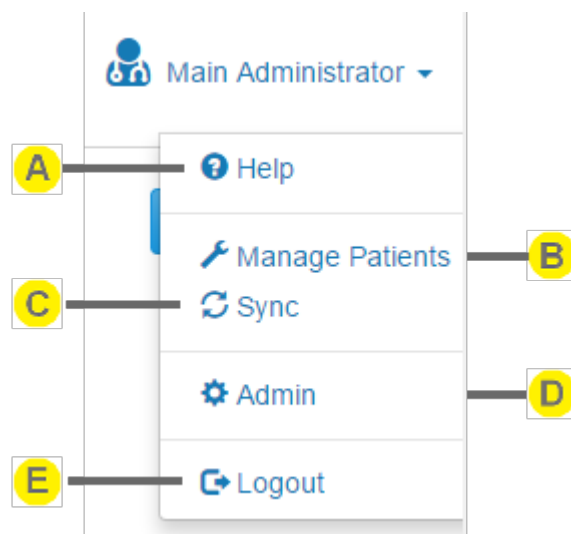 Main Administrator
A Help
Manage Patients B
C Sync
Admin D
E Logout